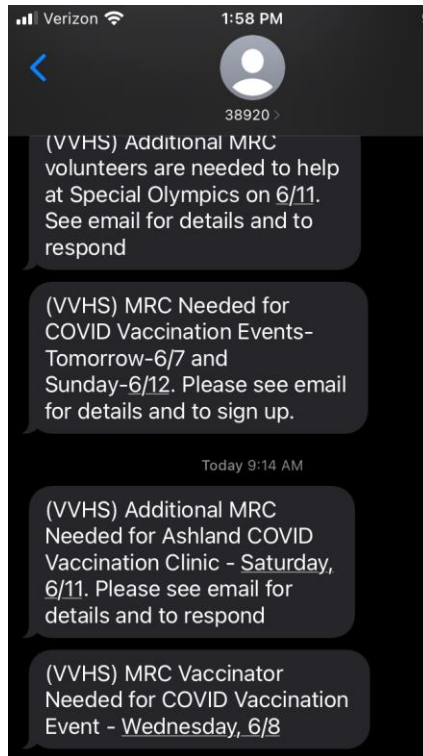 Verizon 1:58 PM
38920
(VVHS) Additional MRC
volunteers are needed to help
at Special Olympics on 6/11.
See email for details and to
respond
(VVHS) MRC Needed for
COVID Vaccination Events-
Tomorrow-6/7 and
Sunday-6/12. Please see email
for details and to sign up.
Today 9:14 AM
(VVHS) Additional MRC
Needed for Ashland COVID
Vaccination Clinic - Saturday,
6/11. Please see email for
details and to respond
(VVHS) MRC Vaccinator
Needed for COVID Vaccination
Event - Wednesday, 6/8